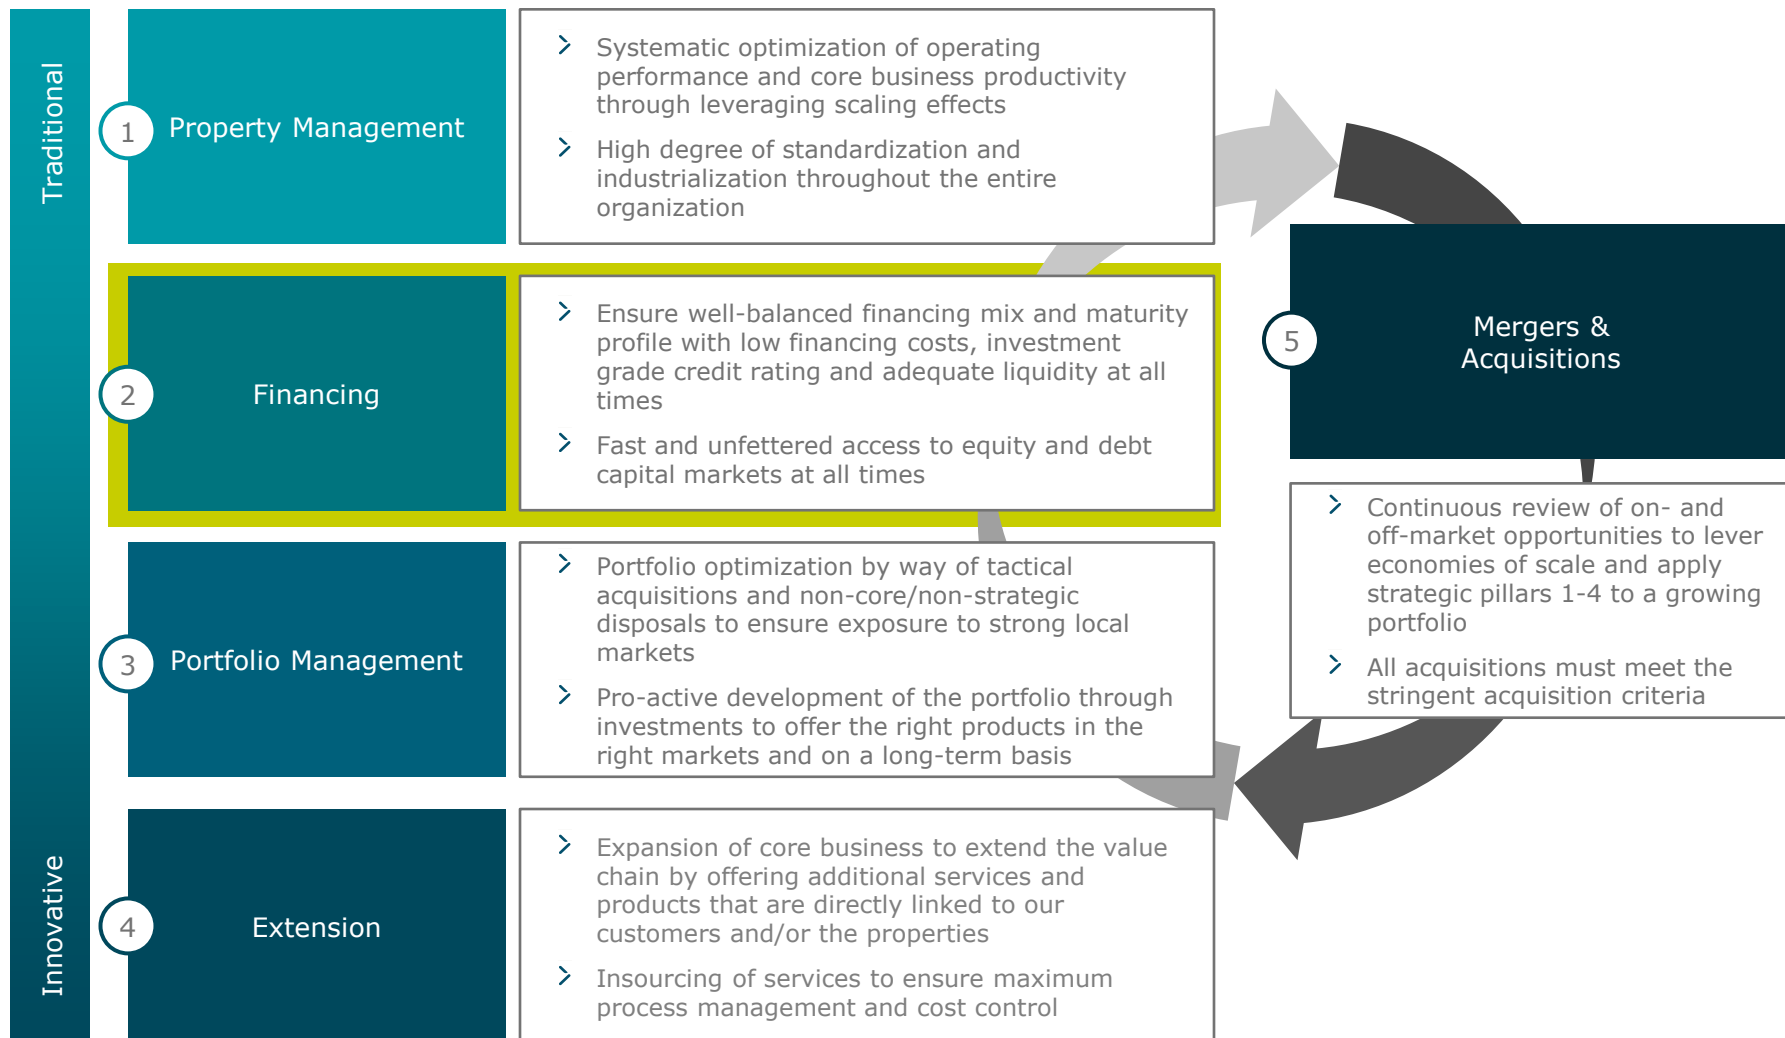 Traditional
1
Property Management
Systematic optimization of operating
performance and core business productivity
through leveraging scaling effects
High degree of standardization and
industrialization throughout the entire
organization
2
Financing
Ensure well-balanced financing mix and maturity
profile with low financing costs, investment
grade credit rating and adequate liquidity at all
times
Fast and unfettered access to equity and debt
capital markets at all times
3
Portfolio Management
Portfolio optimization by way of tactical
acquisitions and non-core/non-strategic
disposals to ensure exposure to strong local
markets
Pro-active development of the portfolio through
investments to offer the right products in the
right markets and on a long-term basis
Innovative
4
Extension
Expansion of core business to extend the value
chain by offering additional services and
products that are directly linked to our
customers and/or the properties
Insourcing of services to ensure maximum
process management and cost control
5
Mergers &
Acquisitions
Continuous review of on- and
off-market opportunities to lever
economies of scale and apply
strategic pillars 1-4 to a growing
portfolio
All acquisitions must meet the
stringent acquisition criteria